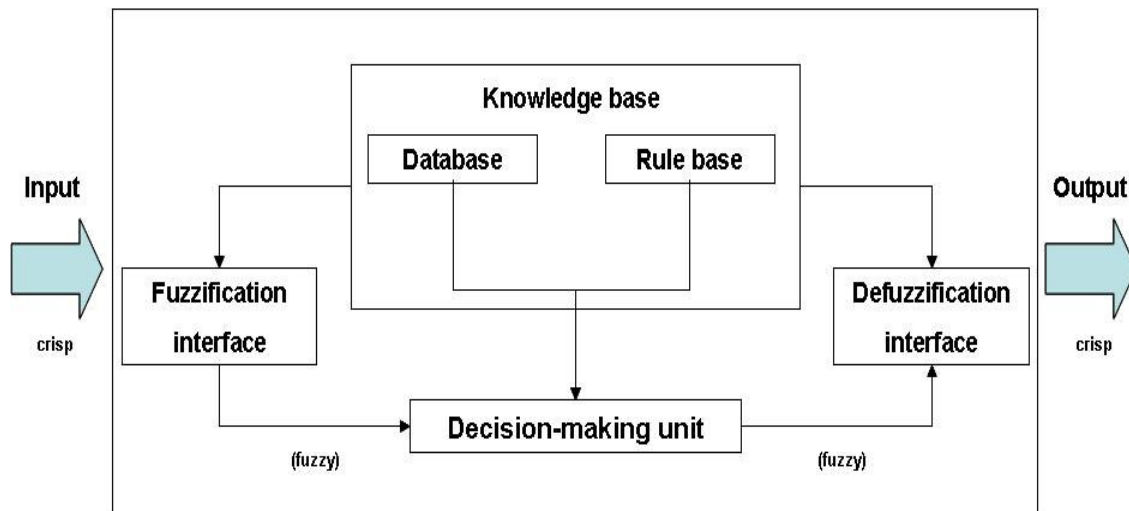 Knowledge base
Database
Rule base
Input
Output
Fuzzification
interface
Defuzzification
interface
crisp
crisp
Decision-making unit
(fuzzy)
(fuzzy)